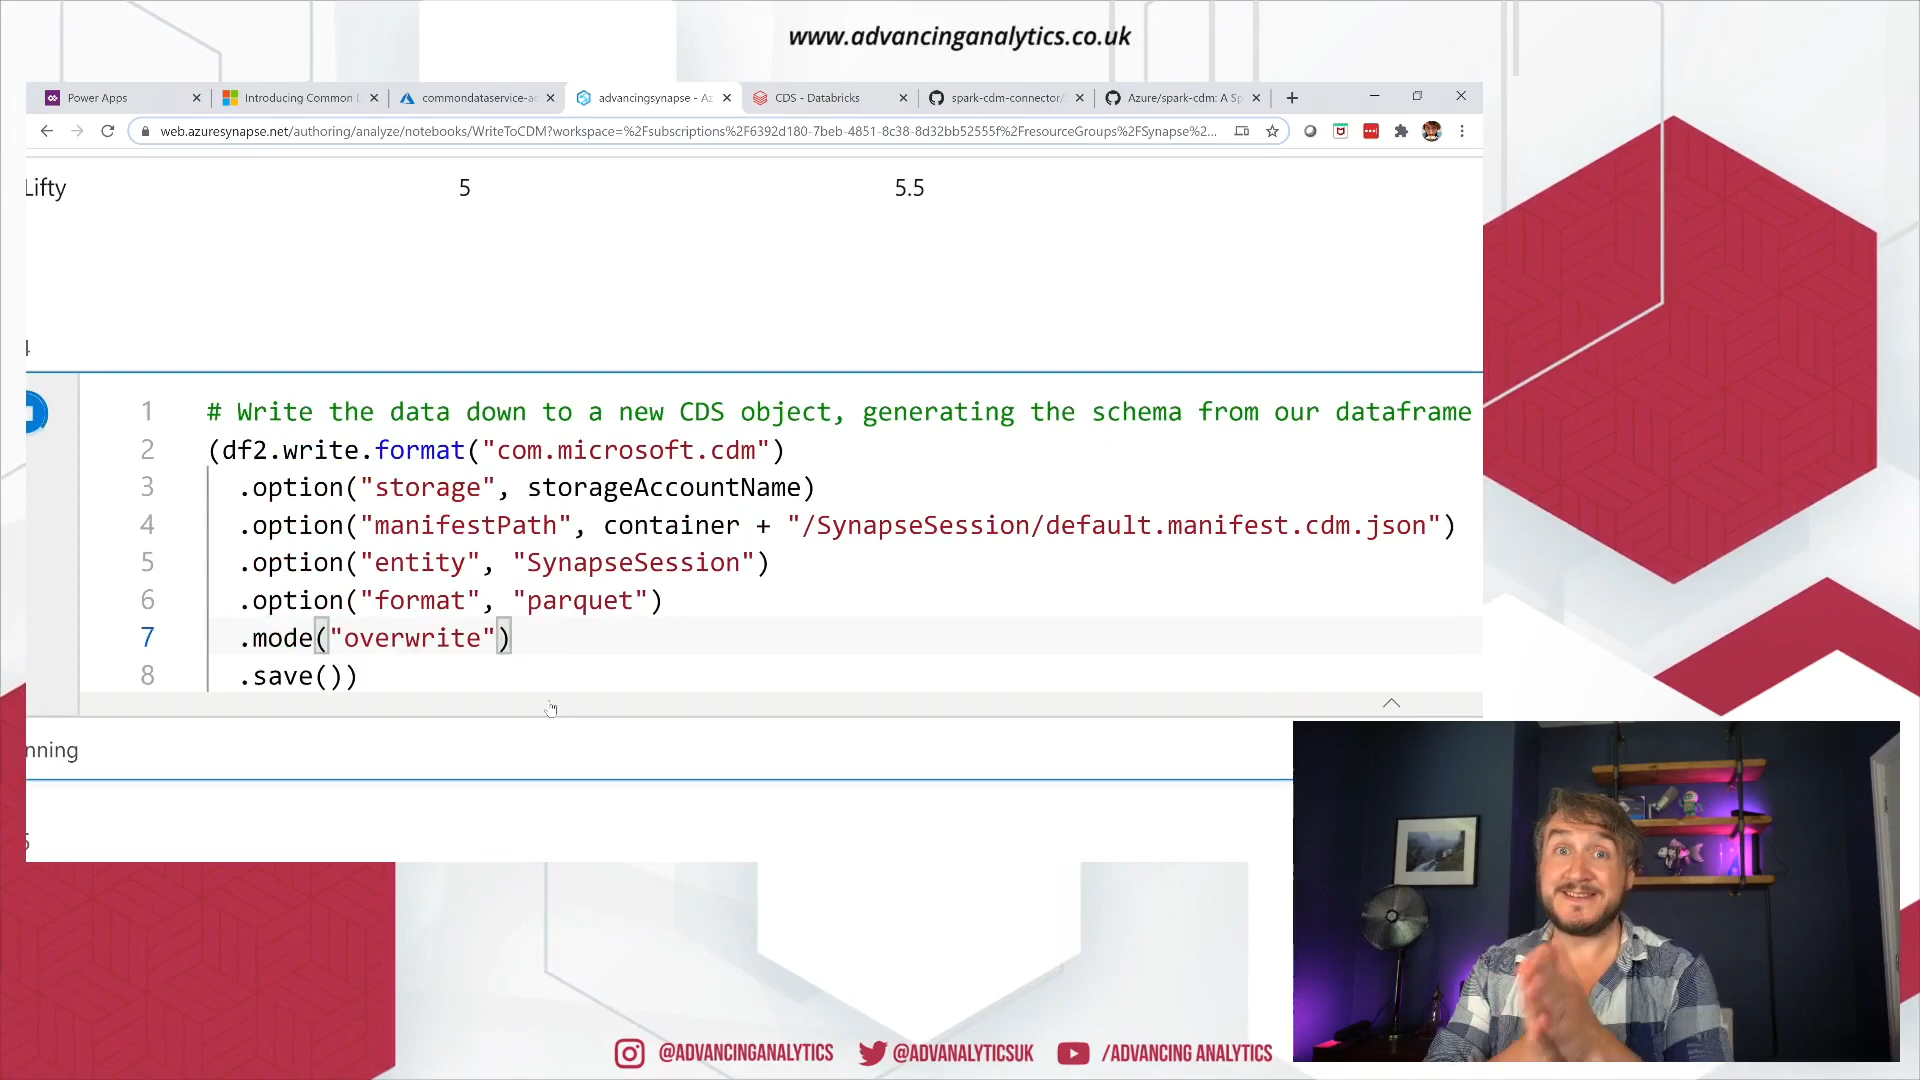 www.advancinganalytics.co.uk
Power Apps
Introducing Common D
commondataservice-ac
advancingsynapse - Az
CDS - Databricks
spark-cdm-connector/
Azure/spark-cdm: A Sp
web.azuresynapse.net/authoring/analyze/notebooks/WriteToCDM?workspace=%2Fsubscriptions%2F6392d180-7beb-4851-8c38-8d32bb52555f%2FresourceGroups%2FSynapse%2...
Lifty 5 5.5
4
1 # Write the data down to a new CDS object, generating the schema from our dataframe
2 (df2.write.format("com.microsoft.cdm")
3 .option("storage", storageAccountName)
4 .option("manifestPath", container + "/SynapseSession/default.manifest.cdm.json")
5 .option("entity", "SynapseSession")
6 .option("format", "parquet")
7 .mode("overwrite")
8 .save())
nning
@ADVANCINGANALYTICS
@ADVANALYTICSUK
/ADVANCING ANALYTICS